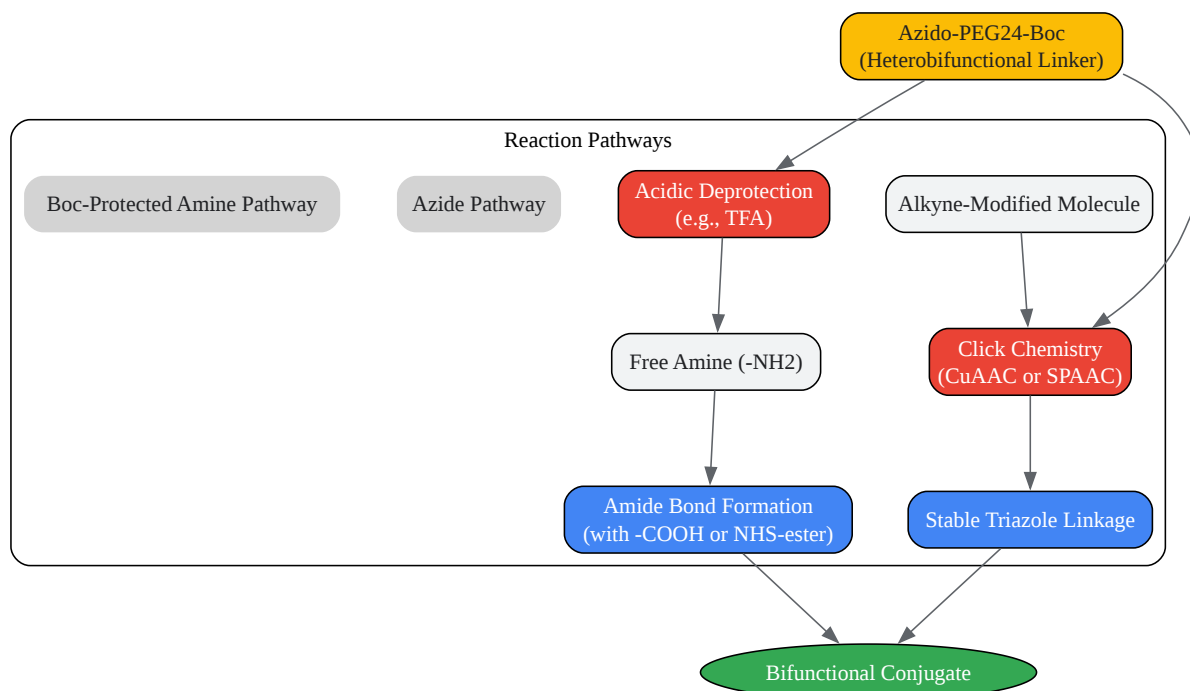 Azido-PEG24-Boc
(Heterobifunctional Linker)
Reaction Pathways
Boc-Protected Amine Pathway
Azide Pathway
Acidic Deprotection
(e.g., TFA)
Alkyne-Modified Molecule
Free Amine (-NH2)
Click Chemistry
(CuAAC or SPAAC)
Amide Bond Formation
(with -COOH or NHS-ester)
Stable Triazole Linkage
Bifunctional Conjugate